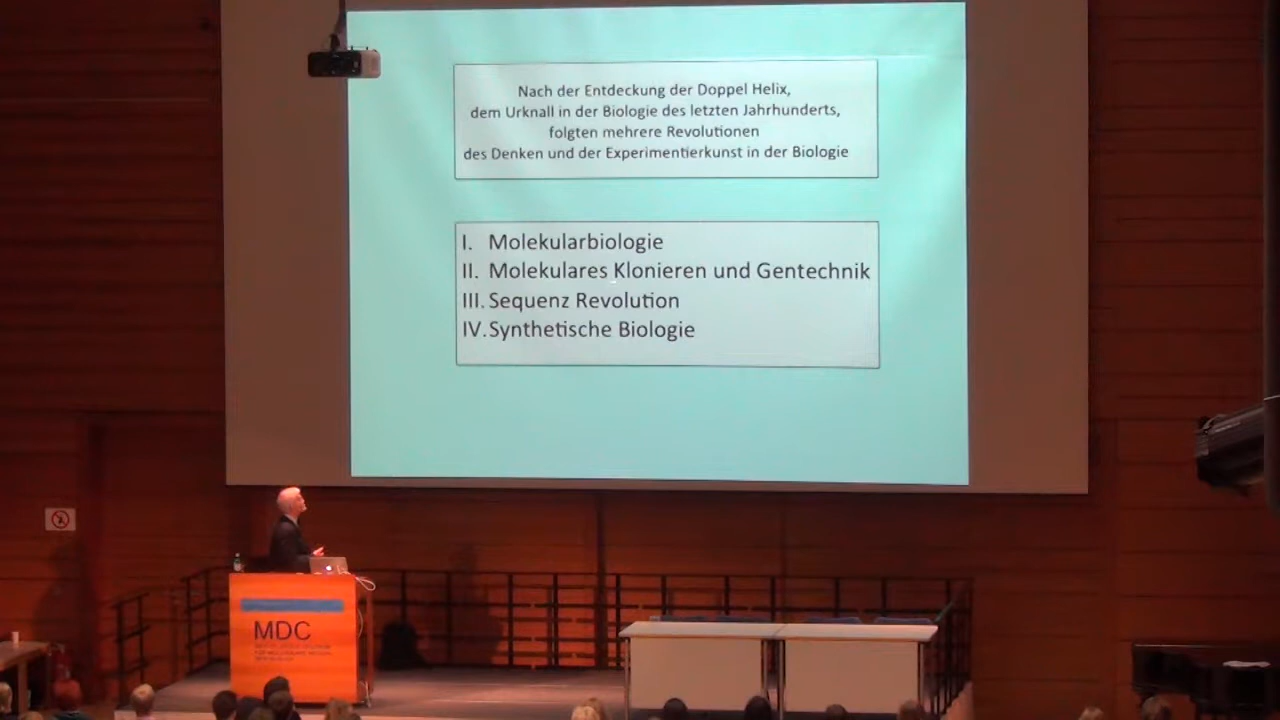 Nach der Entdeckung der Doppel Helix,
dem Urknall in der Biologie des letzten Jahrhunderts,
folgten mehrere Revolutionen
des Denken und der Experimentierkunst in der Biologie
I. Molekularbiologie
II. Molekulares Klonieren und Gentechnik
III. Sequenz Revolution
IV. Synthetische Biologie
MDC